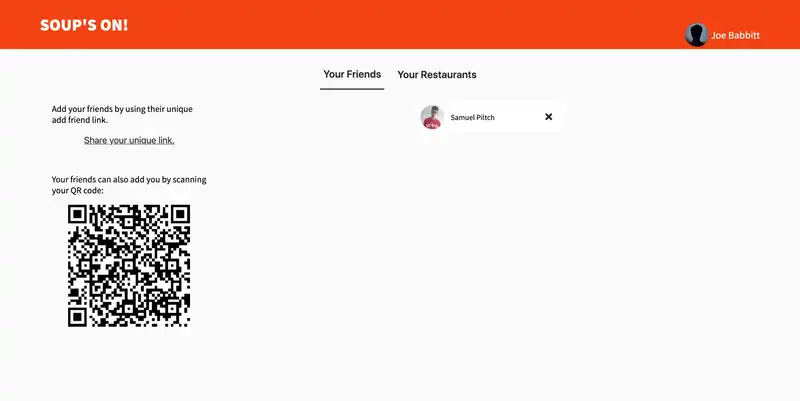 SOUP'S ON!
Joe Babbitt
Your Friends
Your Restaurants
Add your friends by using their unique
add friend link.
Share your unique link.
Your friends can also add you by scanning
your QR code:
Samuel Piltch